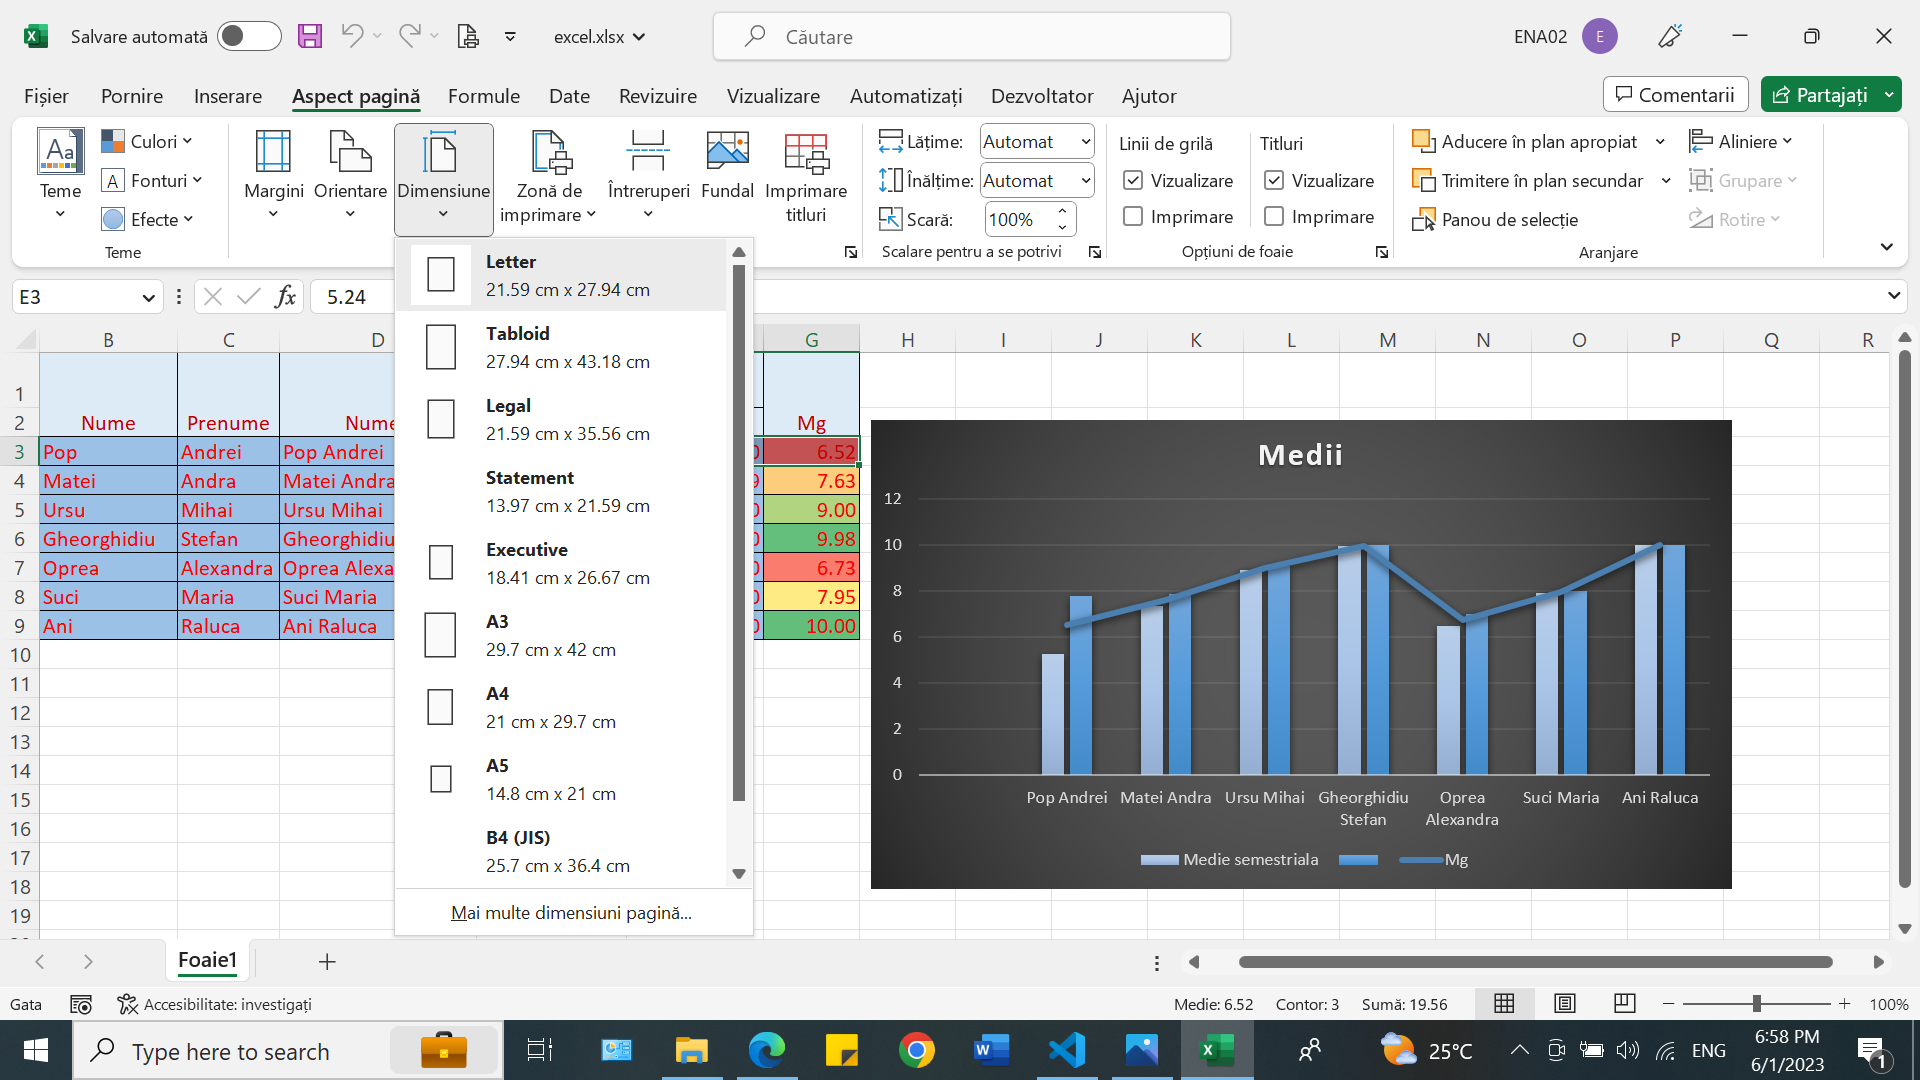 Salvare automată
excel.xlsx
Căutare
ENA02
E
Fișier
Pornire
Inserare
Aspect pagină
Formule
Date
Revizuire
Vizualizare
Automatizați
Dezvoltator
Ajutor
Comentarii
Partajați
Aa
Teme
Culori
A
Fonturi
Efecte
Teme
Margini
Orientare
Dimensiune
Zonă de
imprimare
Întreruperi
Fundal
Imprimare
titluri
Lățime:
Automat
Înălțime:
Automat
Scară:
100%
Scalare pentru a se potrivi
Linii de grilă
Vizualizare
Imprimare
Titluri
Vizualizare
Imprimare
Opțiuni de foaie
Aducere în plan apropiat
Trimitere în plan secundar
Panou de selecție
Aliniere
Grupare
Rotire
Aranjare
E3
fx
5.24
Letter
21.59 cm x 27.94 cm
Tabloid
27.94 cm x 43.18 cm
Legal
21.59 cm x 35.56 cm
Statement
13.97 cm x 21.59 cm
Executive
18.41 cm x 26.67 cm
A3
29.7 cm x 42 cm
A4
21 cm x 29.7 cm
A5
14.8 cm x 21 cm
B4 (JIS)
25.7 cm x 36.4 cm
Mai multe dimensiuni pagină...
B C D G H I J K L M N O P Q R
1
2 Nume Prenume Nume Mg
3 Pop Andrei Pop Andrei 0 6.52
4 Matei Andra Matei Andra 9 7.63
5 Ursu Mihai Ursu Mihai 0 9.00
6 Gheorghidiu Stefan Gheorghidiu 0 9.98
7 Oprea Alexandra Oprea Alexa 0 6.73
8 Suci Maria Suci Maria 0 7.95
9 Ani Raluca Ani Raluca 0 10.00
10
11
12
13
14
15
16
17
18
19
Medii
12
10
8
6
4
2
0
Pop Andrei Matei Andra Ursu Mihai Gheorghidiu Oprea Suci Maria Ani Raluca
Stefan Alexandra
Medie semestriala Mg
Foaie1
Gata
Accesibilitate: investigați
Medie: 6.52
Contor: 3
Sumă: 19.56
100%
Type here to search
25°C
ENG
6:58 PM
6/1/2023
1